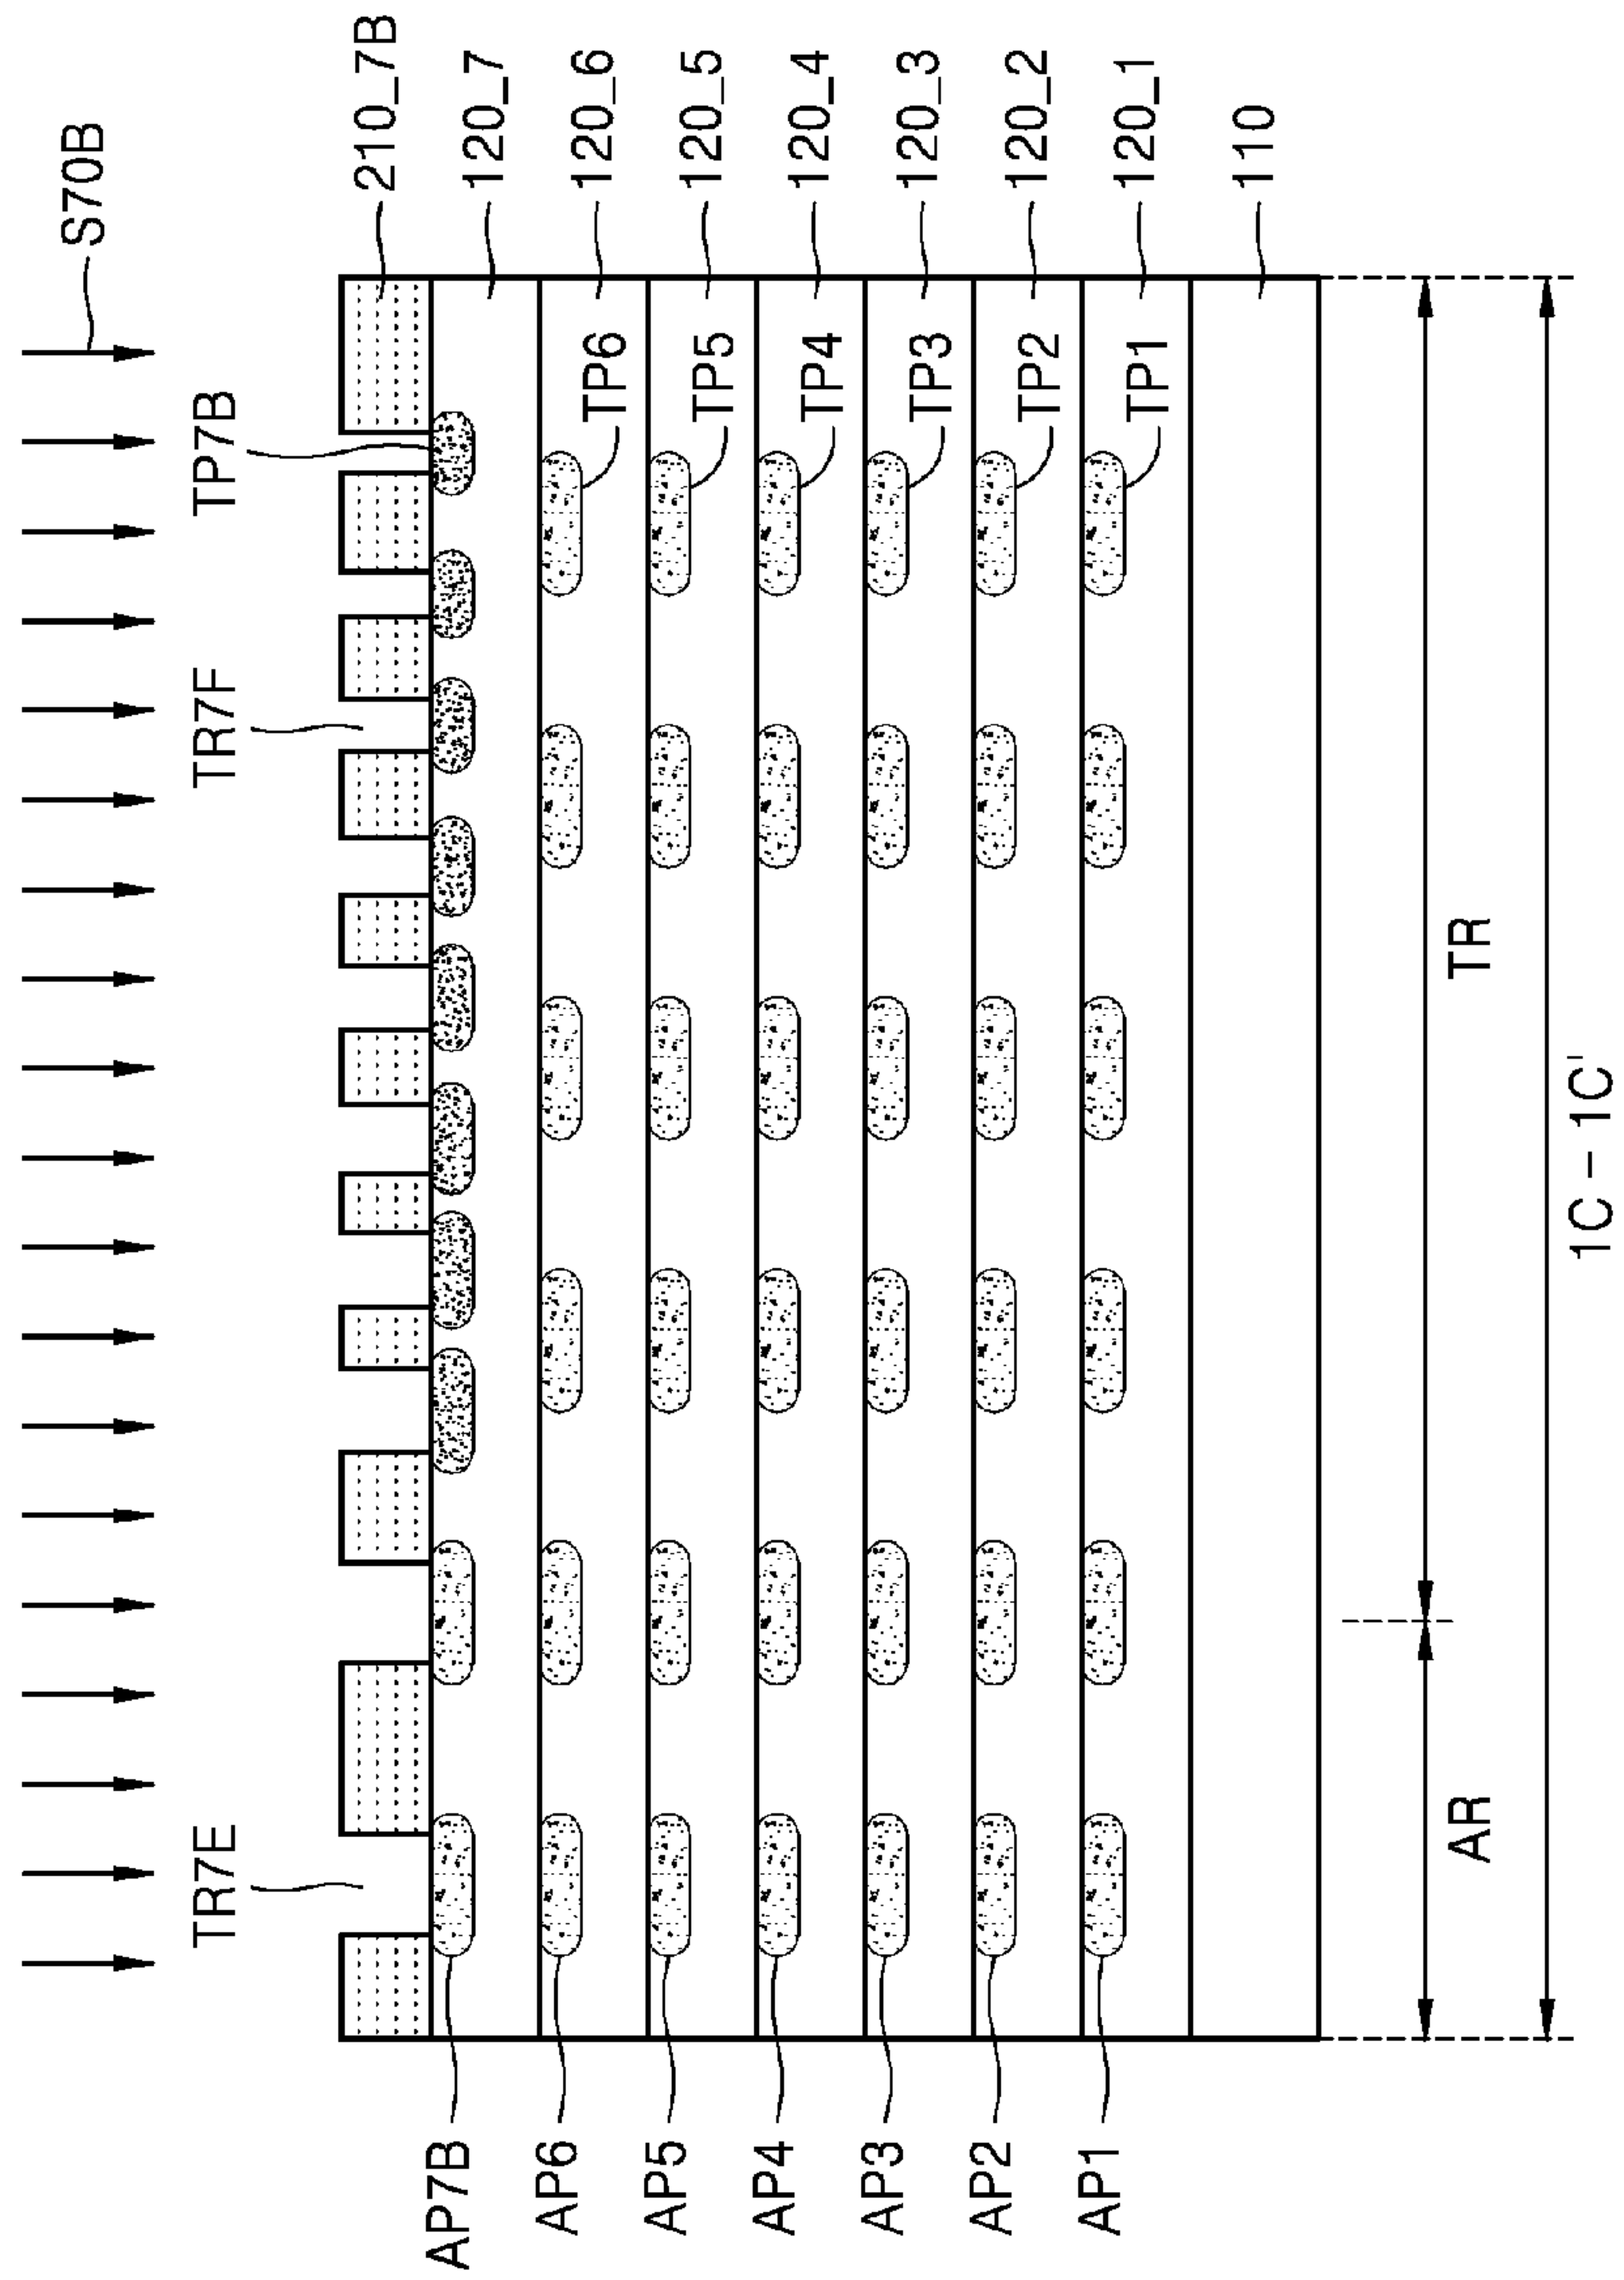 S70B
TR7E
TR7F
TP7B
210_7B
120_7
120_6
120_5
120_4
120_3
120_2
120_1
110
TP6
TP5
TP4
TP3
TP2
TP1
AP7B
AP6
AP5
AP4
AP3
AP2
AP1
AR
TR
1C – 1C'